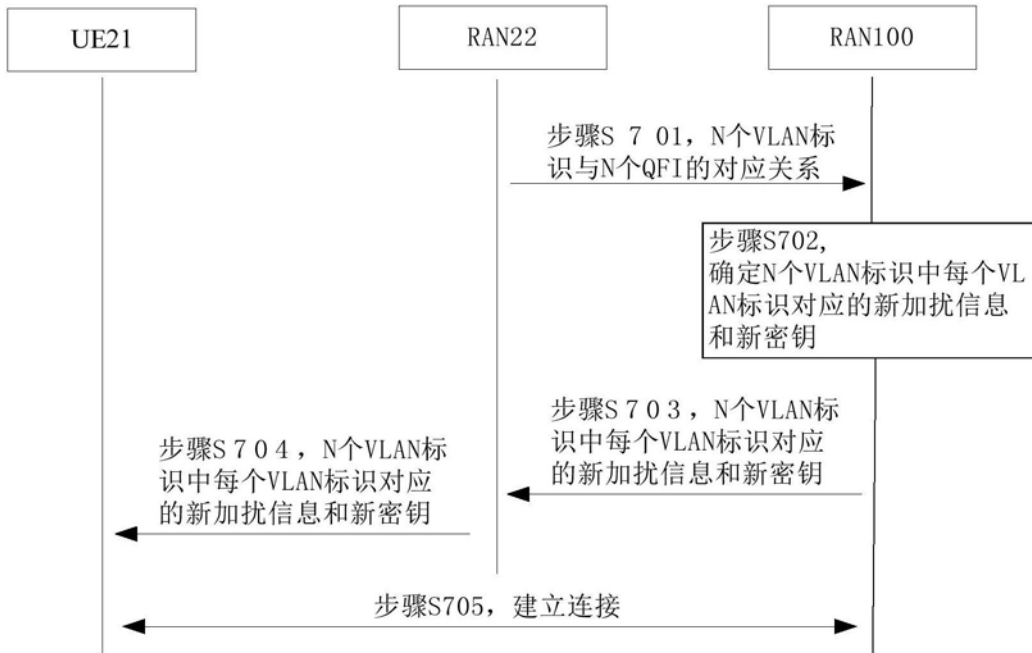 UE21
RAN22
RAN100
步骤S 7 01，N个VLAN标
识与N个QFI的对应关系
步骤S702,
确定N个VLAN标识中每个VL
AN标识对应的新加扰信息
和新密钥
步骤S 7 0 3，N个VLAN标
识中每个VLAN标识对应
的新加扰信息和新密钥
步骤S 7 0 4，N个VLAN标
识中每个VLAN标识对应
的新加扰信息和新密钥
步骤S705，建立连接